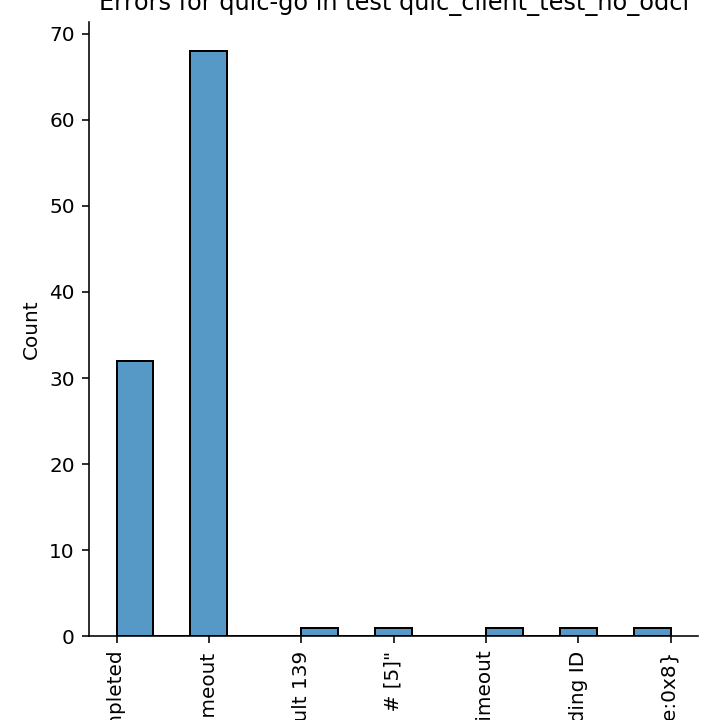 Errors for quic-go in test quic_client_test_no_odci
70
60
50
40
30
20
10
0
Count
mpleted
meout
ult 139
# [5]"
imeout
ding ID
e:0x8}